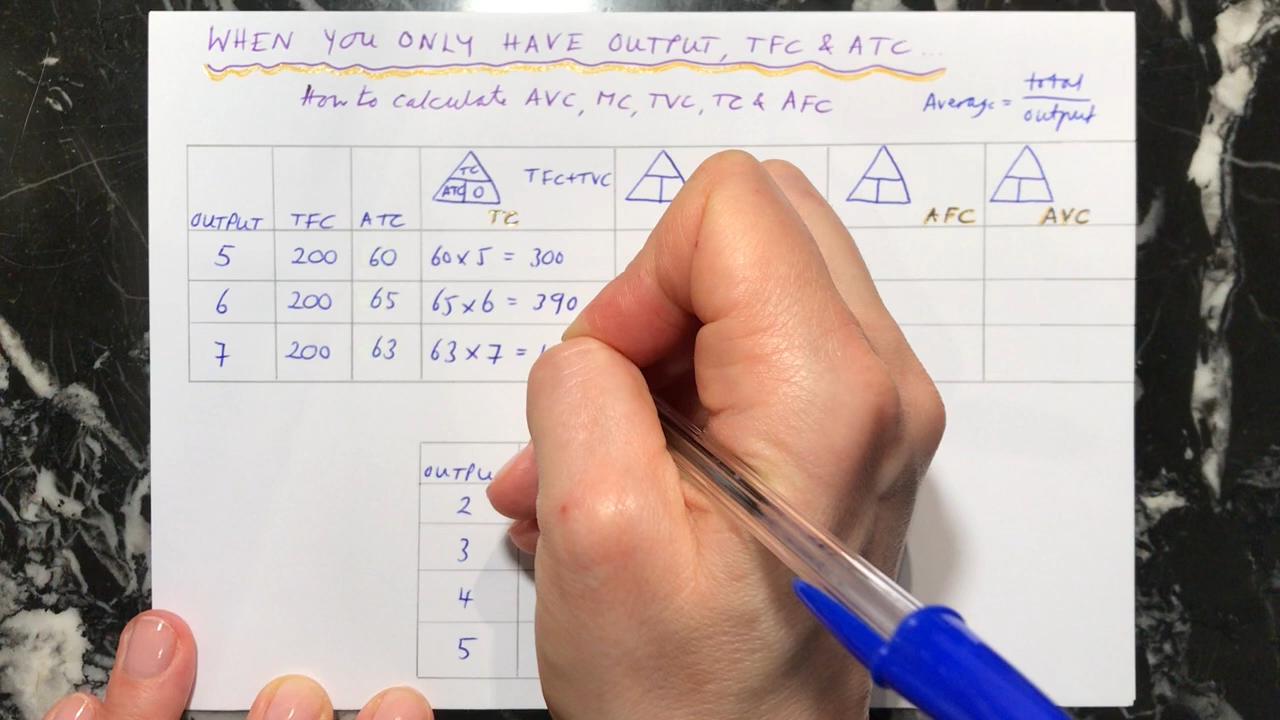 WHEN YOU ONLY HAVE OUTPUT, TFC & ATC...
How to calculate AVC, MC, TVC, TC & AFC
Average = total
output
TC
ATC O
TFC+TVC
OUTPUT TFC ATC TC AFC AVC
5 200 60 60 x 5 = 300
6 200 65 65 x 6 = 390
7 200 63 63 x 7 =
OUTPU
2
3
4
5